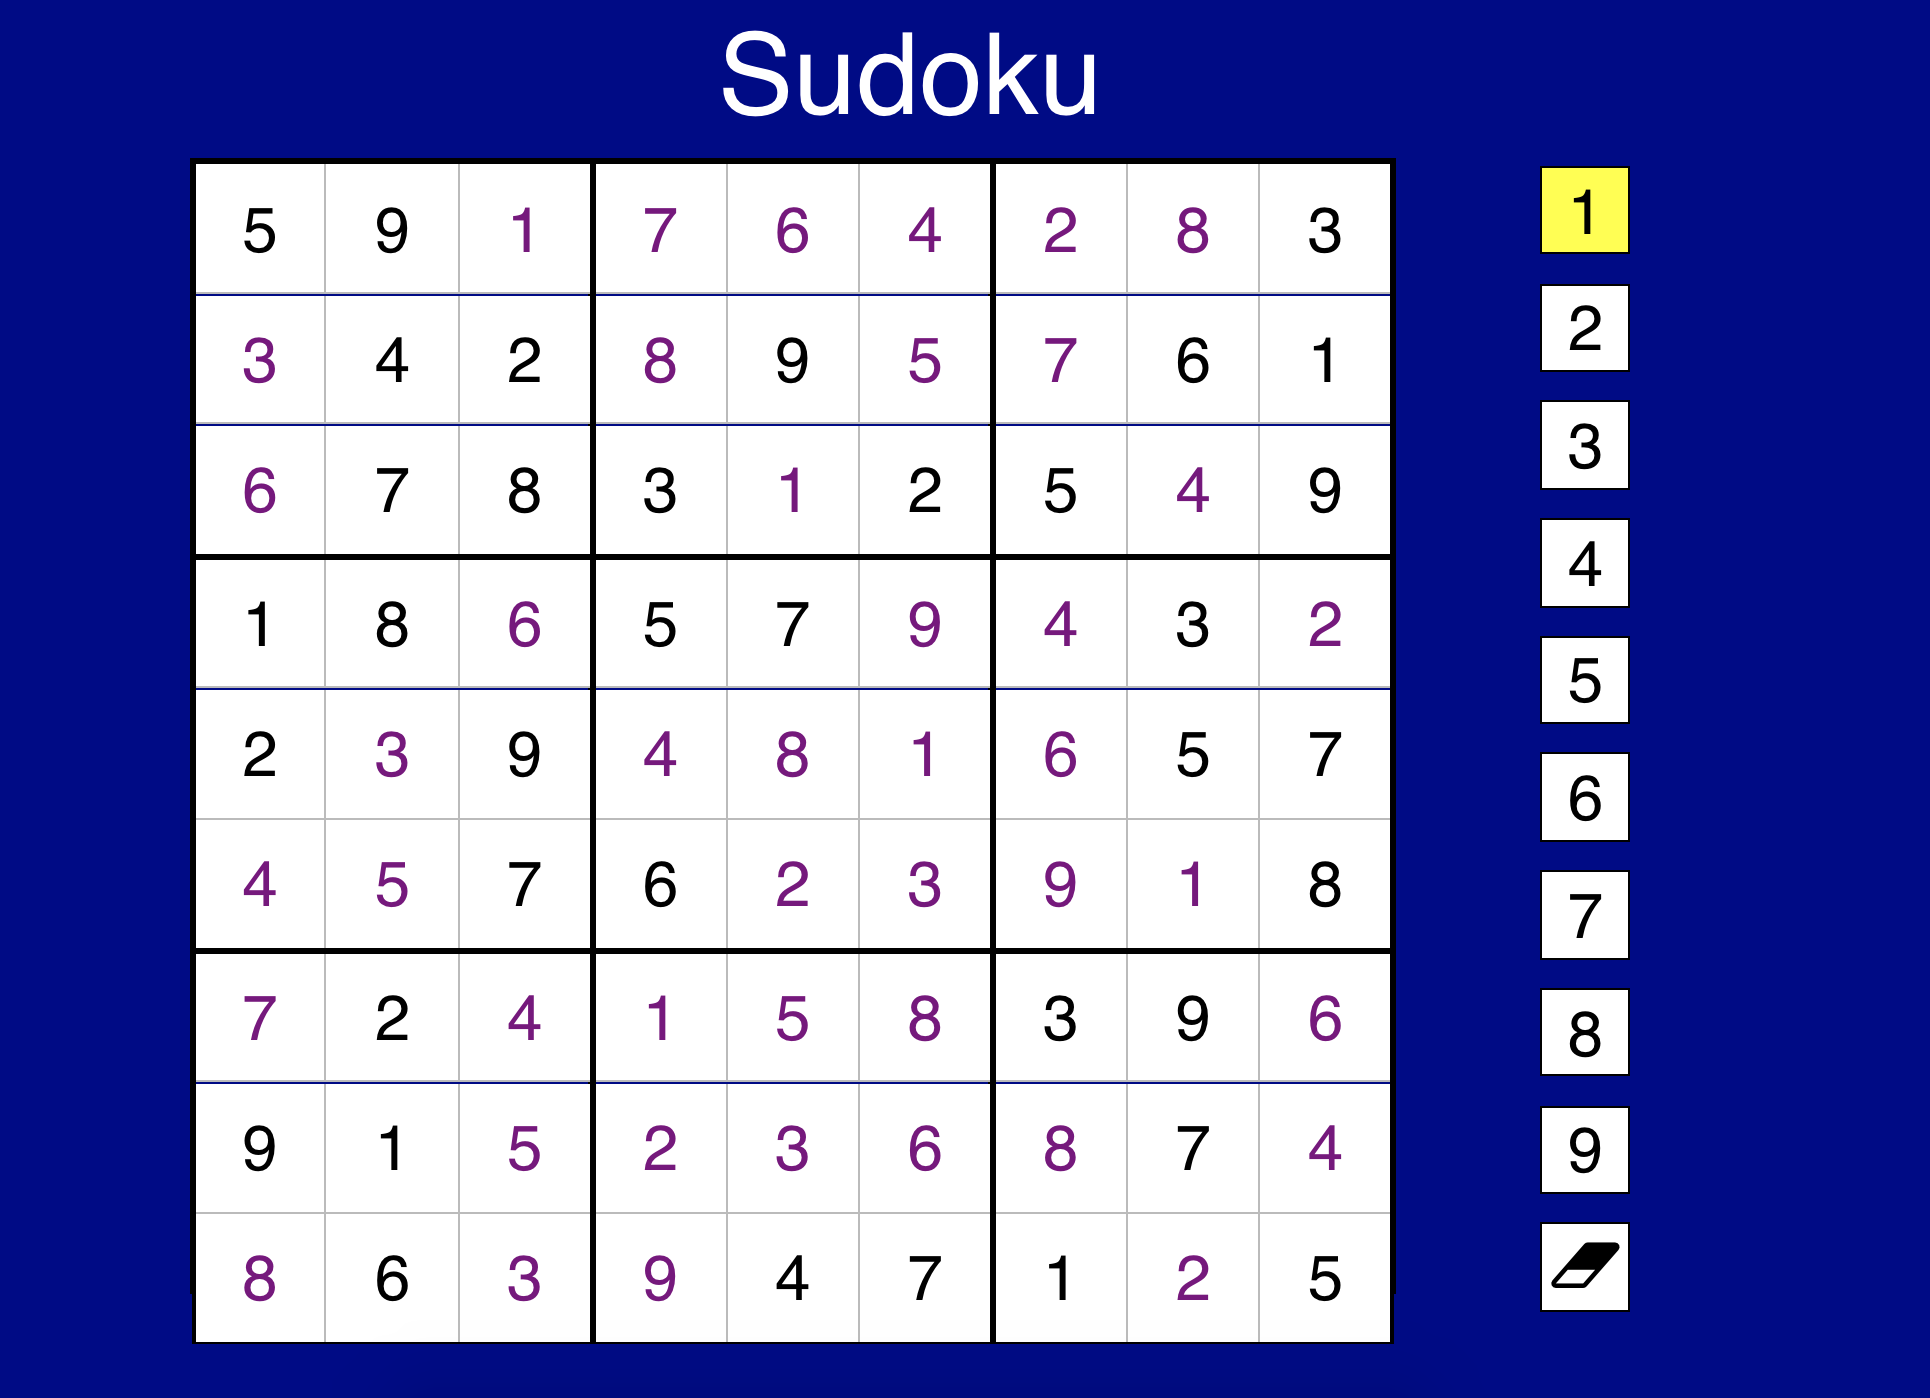 Sudoku
5 9 1 7 6 4 2 8 3
3 4 2 8 9 5 7 6 1
6 7 8 3 1 2 5 4 9
1 8 6 5 7 9 4 3 2
2 3 9 4 8 1 6 5 7
4 5 7 6 2 3 9 1 8
7 2 4 1 5 8 3 9 6
9 1 5 2 3 6 8 7 4
8 6 3 9 4 7 1 2 5
1
2
3
4
5
6
7
8
9